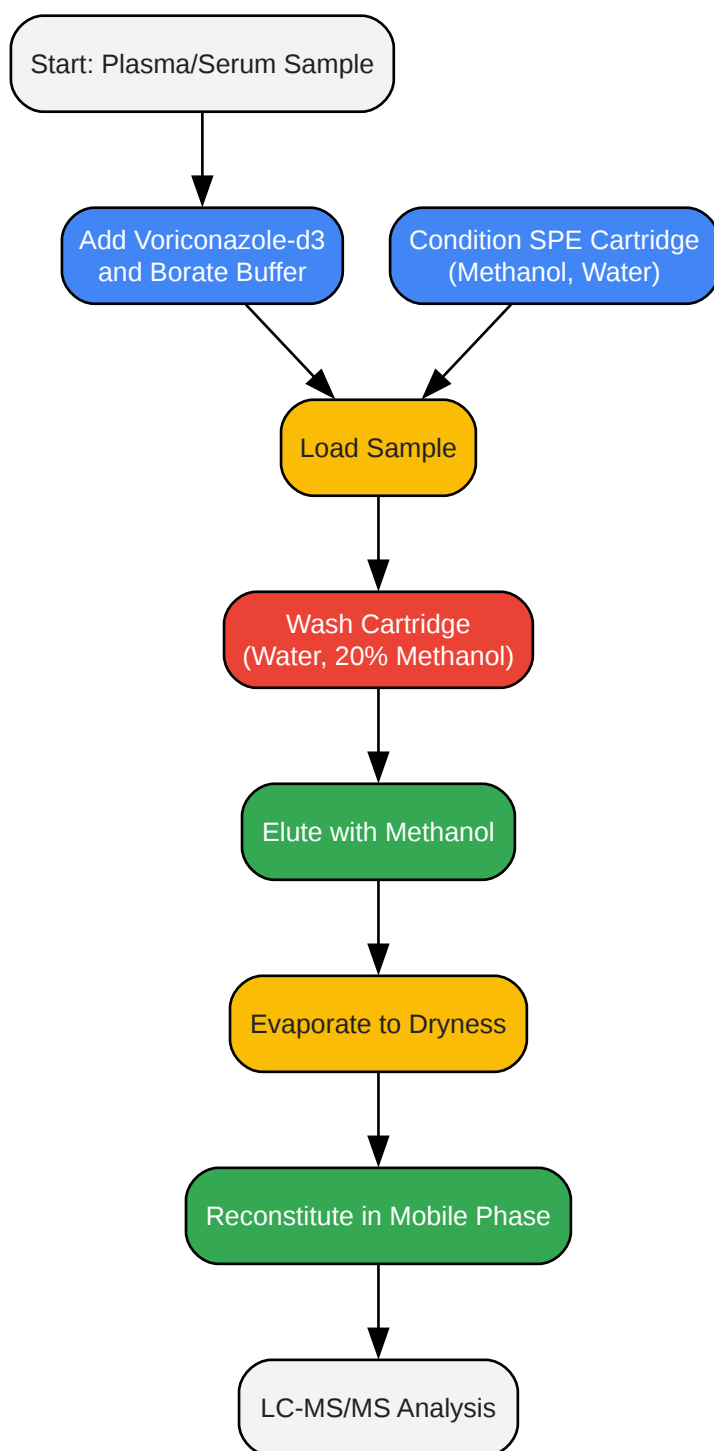 Start: Plasma/Serum Sample
Add Voriconazole-d3
and Borate Buffer
Condition SPE Cartridge
(Methanol, Water)
Load Sample
Wash Cartridge
(Water, 20% Methanol)
Elute with Methanol
Evaporate to Dryness
Reconstitute in Mobile Phase
LC-MS/MS Analysis